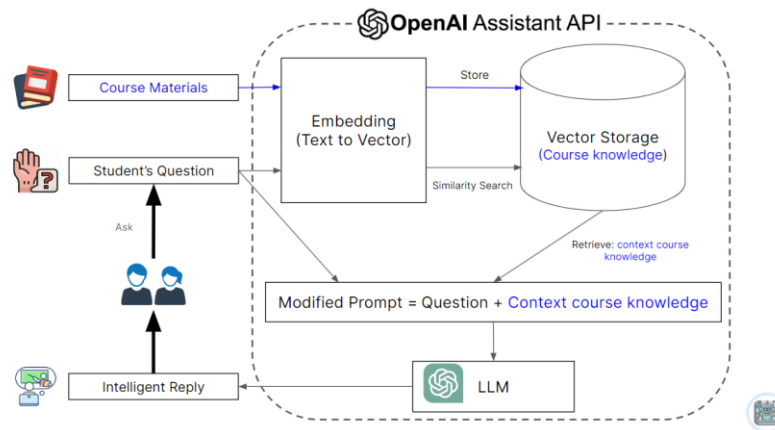 OpenAI Assistant API
Course Materials
Store
Embedding
(Text to Vector)
Vector Storage
(Course knowledge)
Student's Question
Similarity Search
Ask
Retrieve: context course
knowledge
Modified Prompt = Question + Context course knowledge
Intelligent Reply
LLM